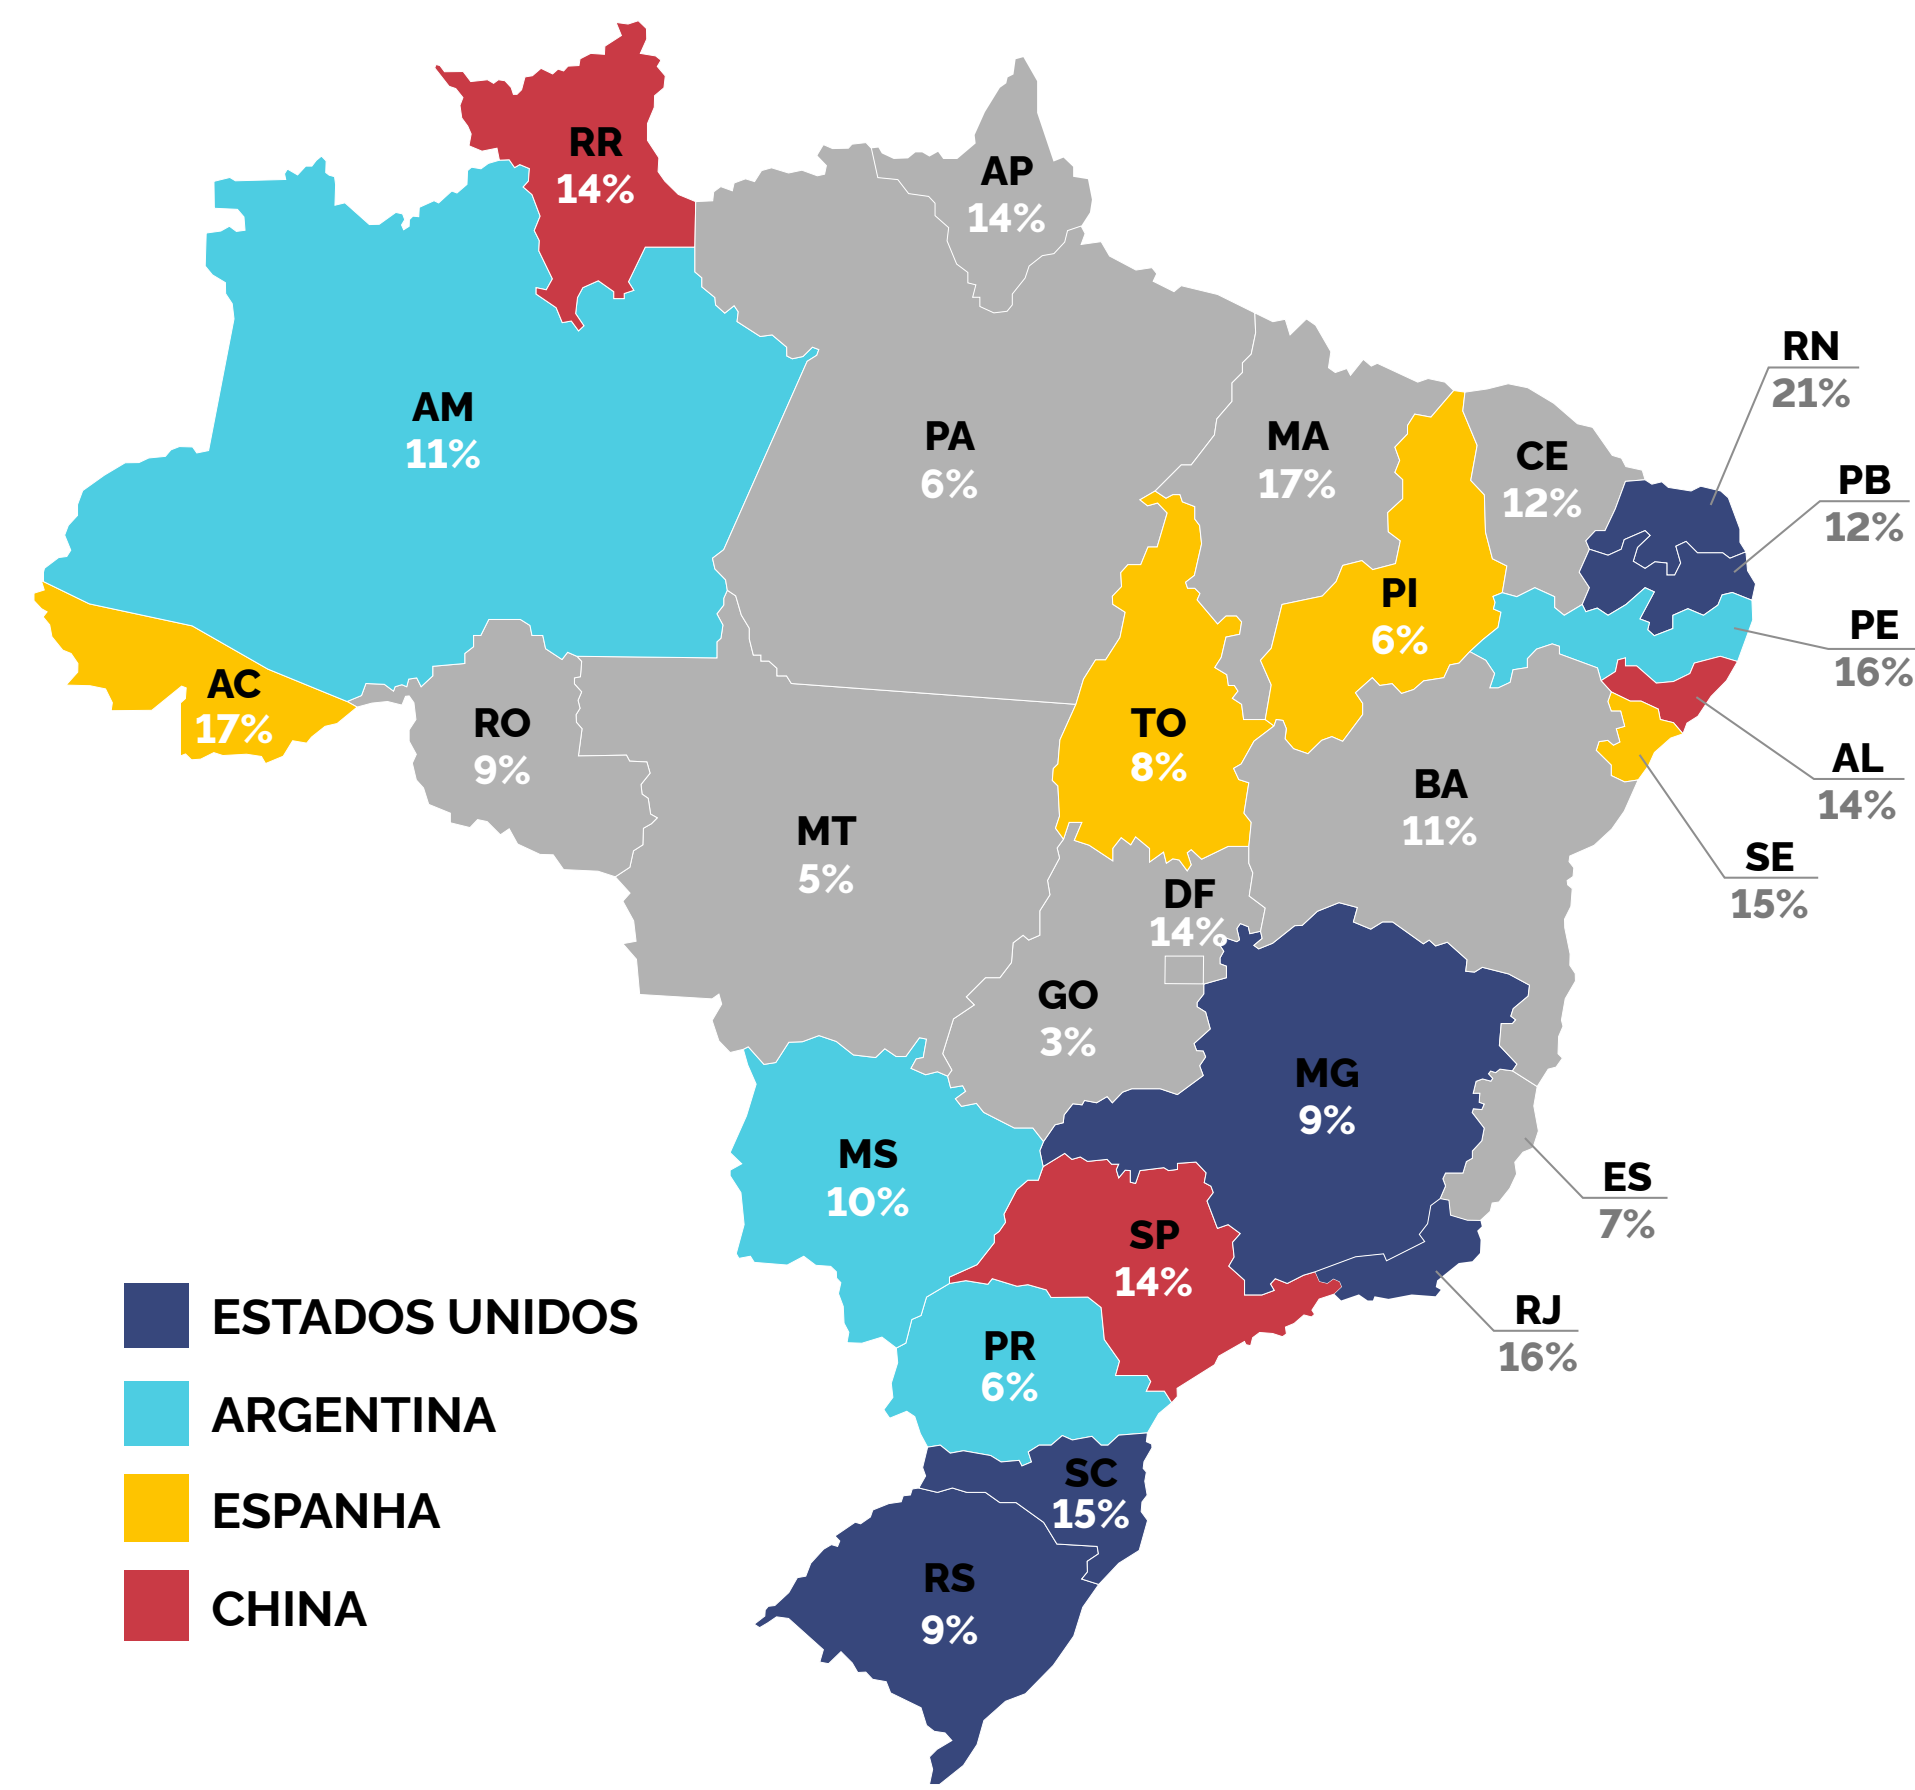 RR
14%
AP
14%
RN
21%
AM
11%
PA
6%
MA
17%
CE
12%
PB
12%
PI
6%
PE
16%
AC
17%
RO
9%
TO
8%
BA
11%
AL
14%
MT
5%
SE
15%
DF
14%
GO
3%
MG
9%
MS
10%
ES
7%
SP
14%
RJ
16%
PR
6%
SC
15%
RS
9%
ESTADOS UNIDOS
ARGENTINA
ESPANHA
CHINA